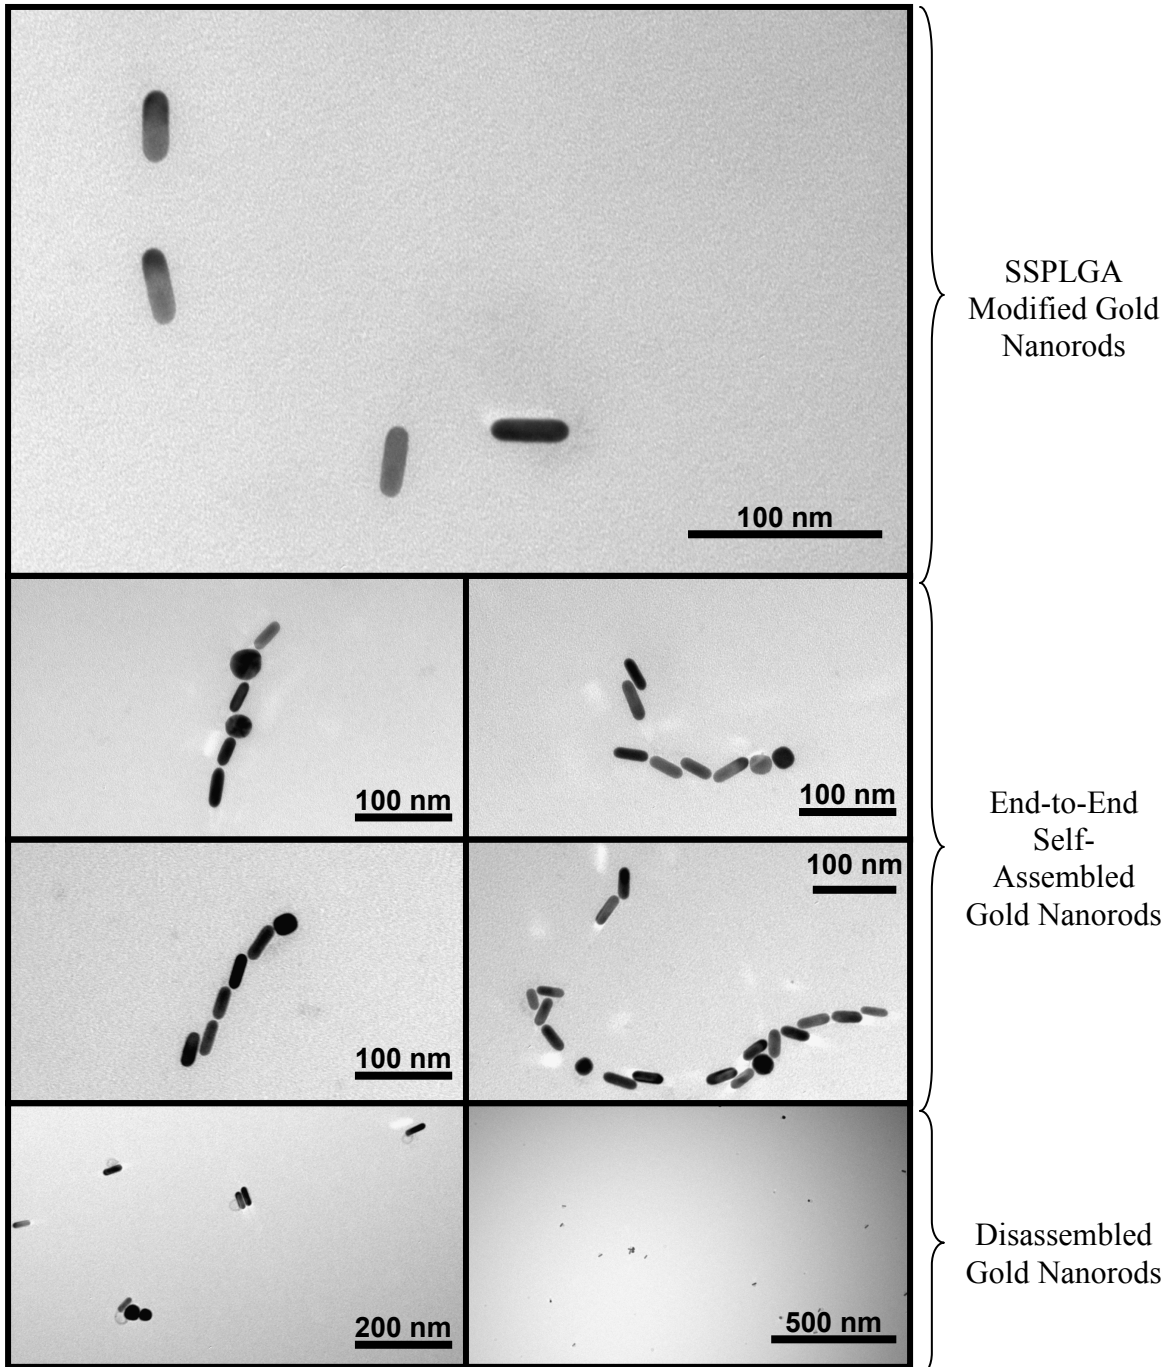 SSPLGA
Modified Gold
Nanorods
100 nm
100 nm
100 nm
End-to-End
Self-
Assembled
Gold Nanorods
100 nm
100 nm
Disassembled
Gold Nanorods
200 nm
500 nm